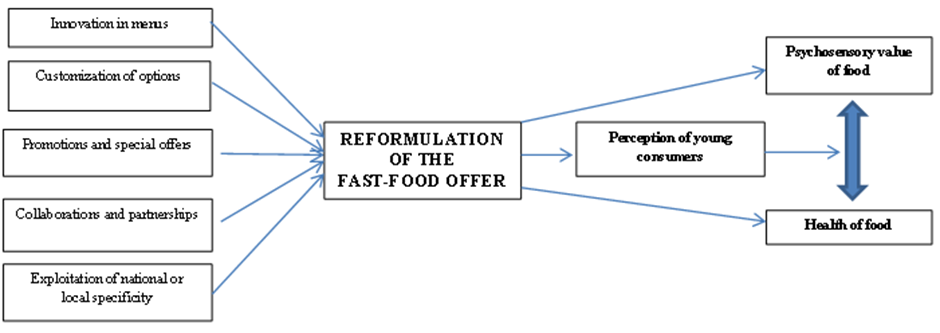 Innovation in menus
Customization of options
Promotions and special offers
Collaborations and partnerships
Exploitation of national or
local specificity
REFORMULATION
OF THE
FAST-FOOD OFFER
Perception of young
consumers
Psychosensory value
of food
Health of food